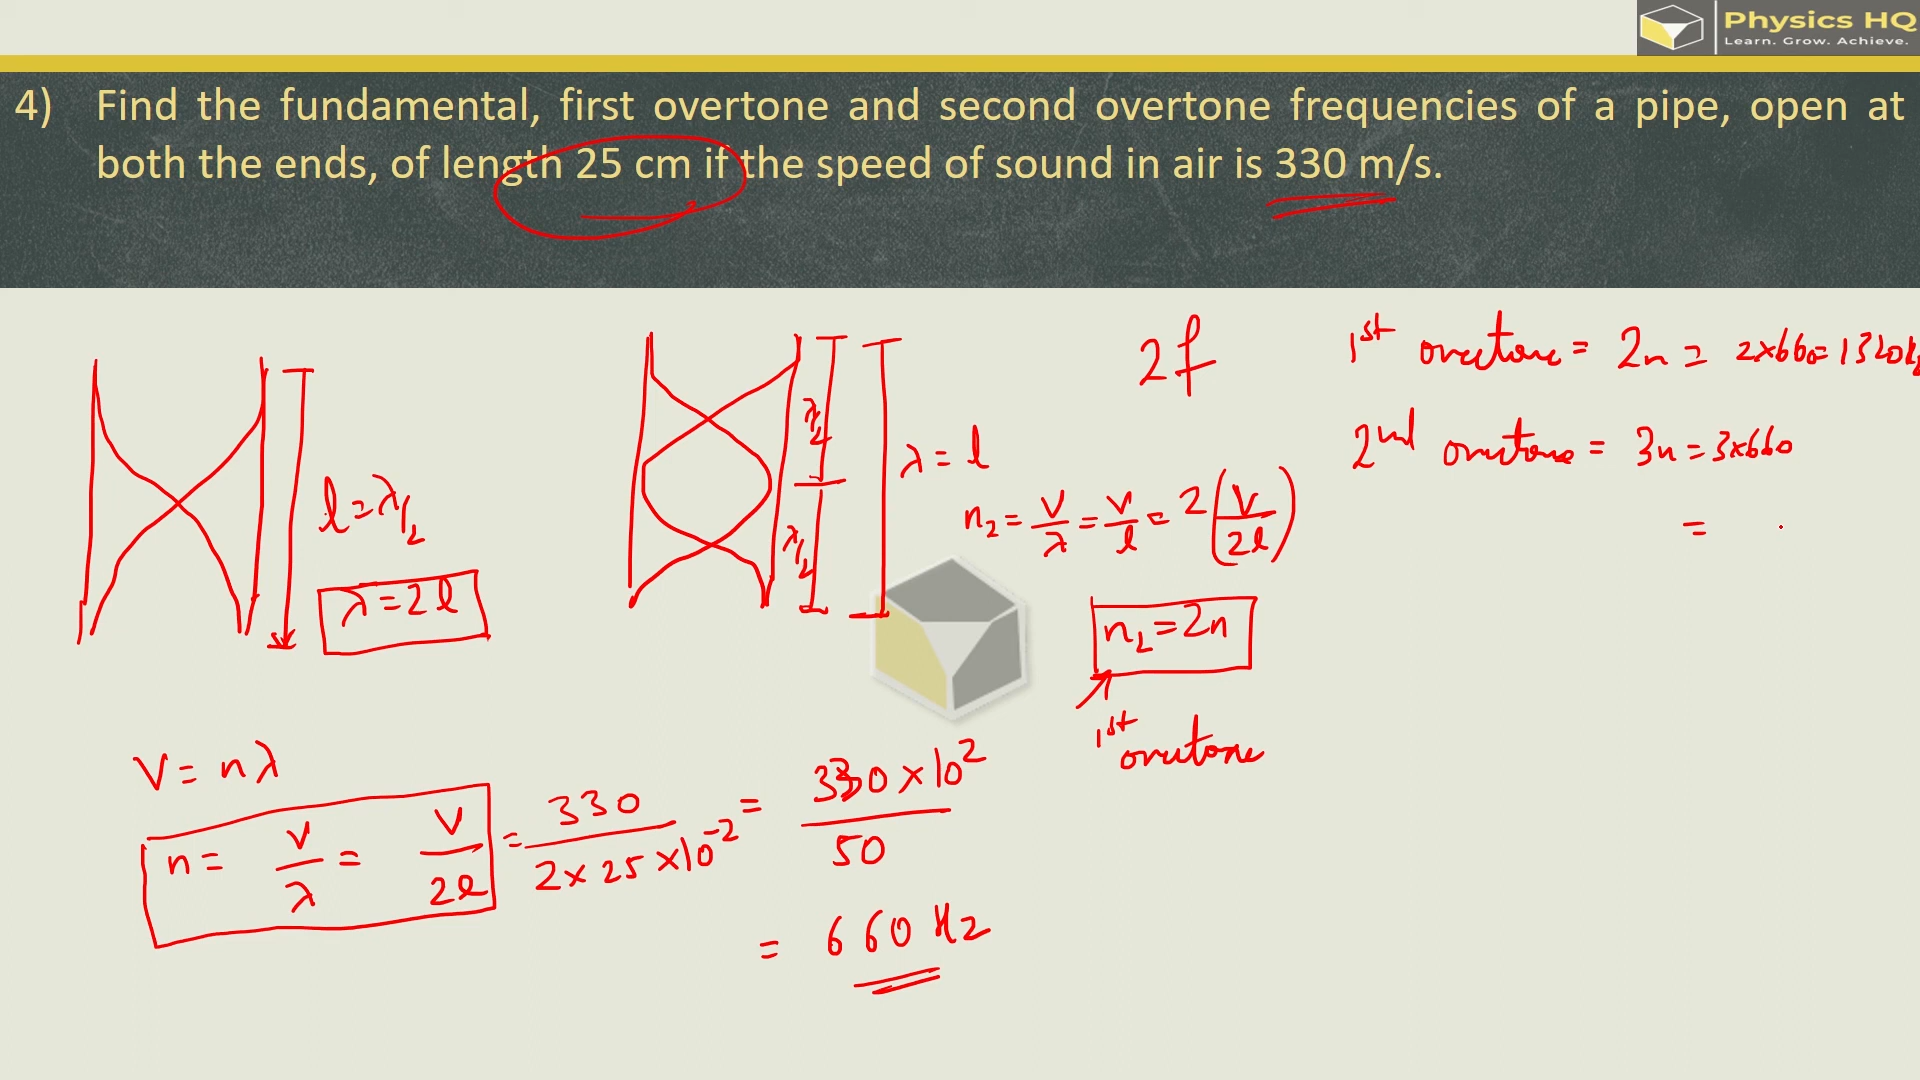 Physics HQ
Learn. Grow. Achieve.
4) Find the fundamental, first overtone and second overtone frequencies of a pipe, open at
both the ends, of length 25 cm if the speed of sound in air is 330 m/s.
l = λ/2
λ = 2l
λ/2
λ/2
λ = l
2f
n₂ = v/λ = v/l = 2(v/2l)
n₂ = 2n
1st overtone
1st overtone = 2n = 2×660 = 1320
2nd overtone = 3n = 3×660
=
V = nλ
n = v/λ = v/2l = 330/2×25×10⁻² = 330×10²/50
= 660 Hz